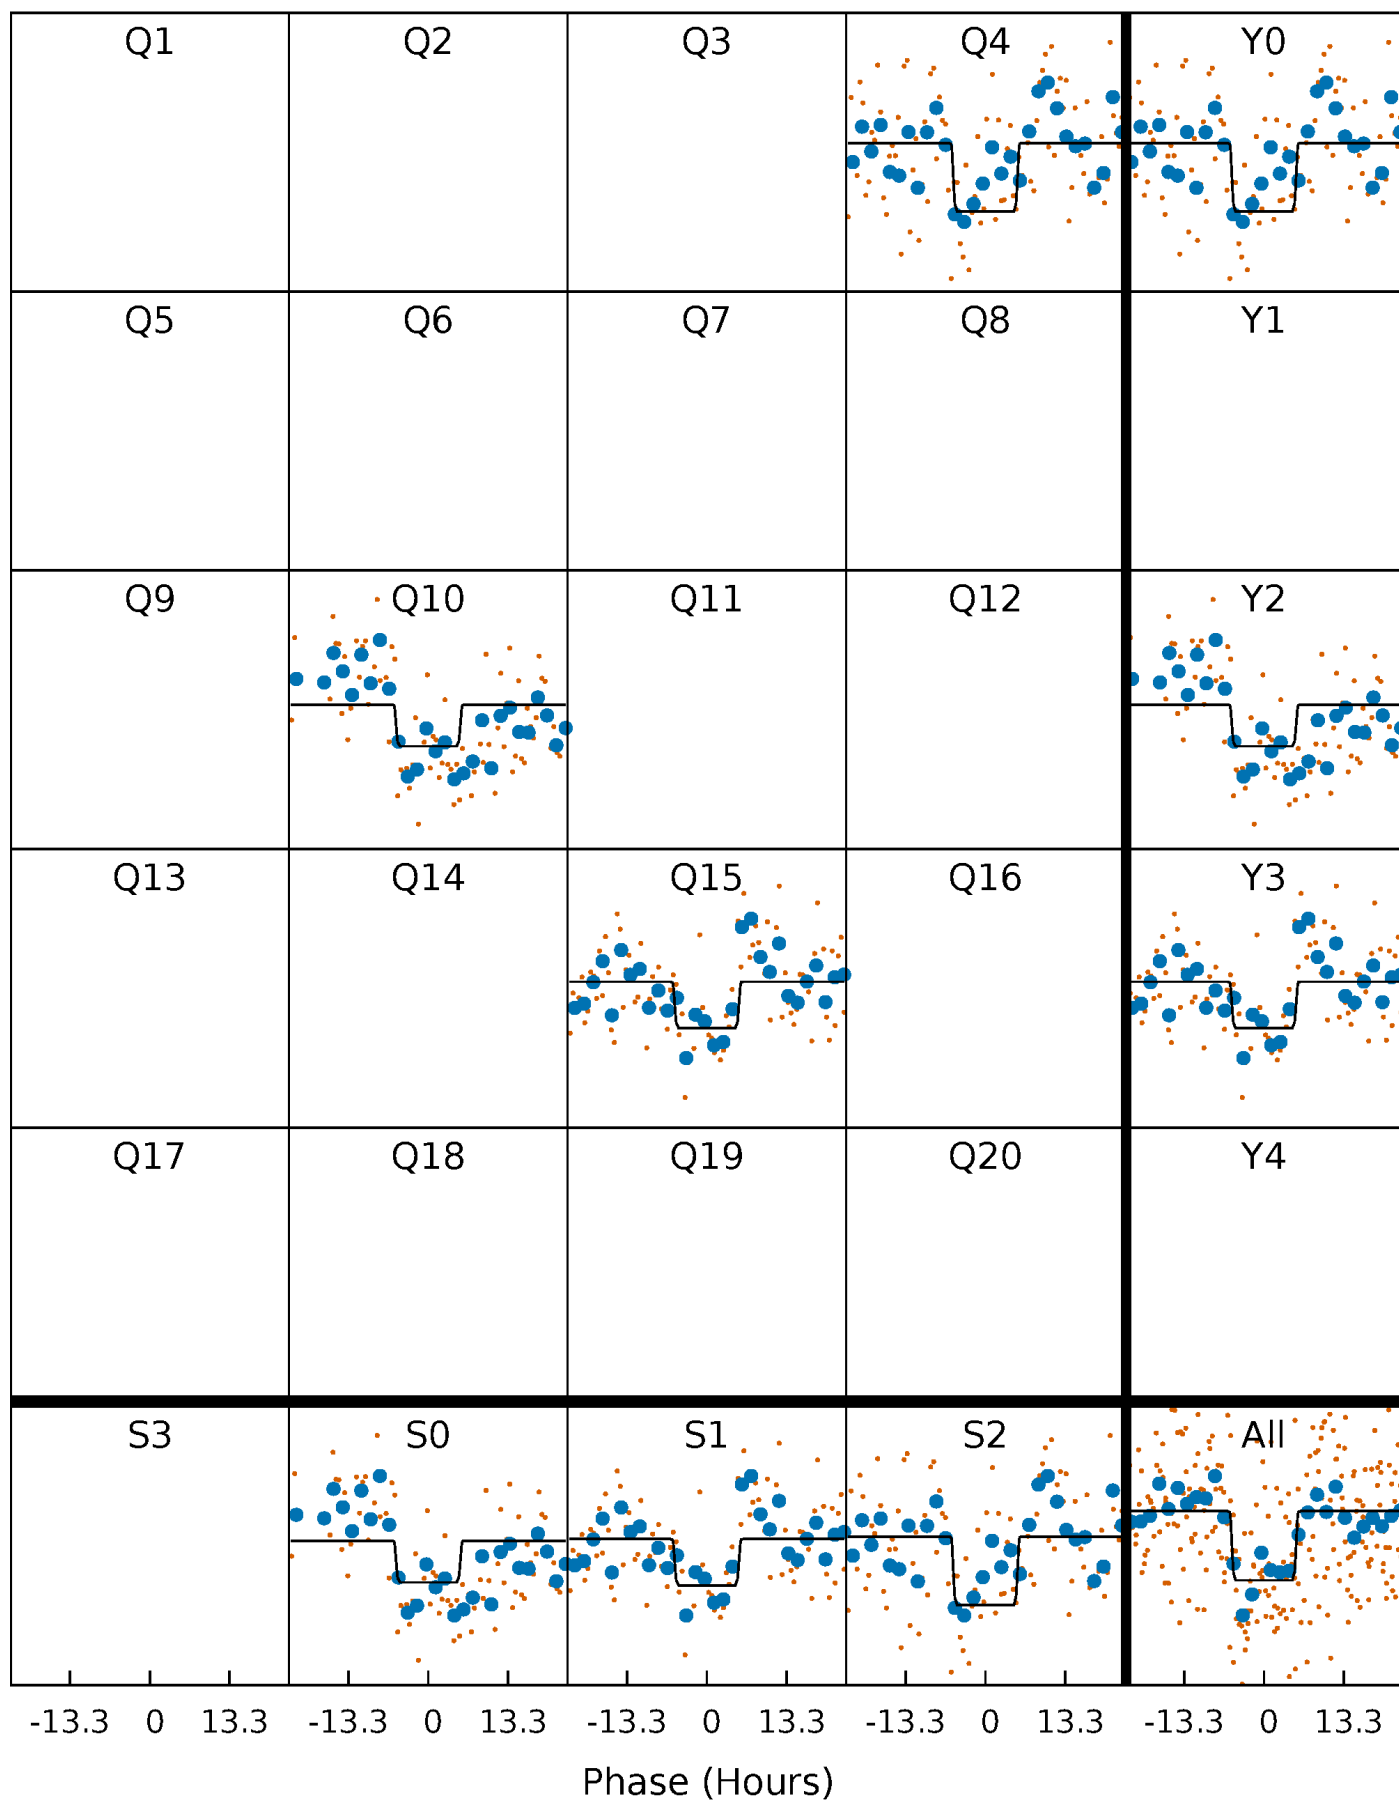 Q1 Q2 Q3 Q4 Y0
Q5 Q6 Q7 Q8 Y1
Q9 Q10 Q11 Q12 Y2
Q13 Q14 Q15 Q16 Y3
Q17 Q18 Q19 Q20 Y4
S3 S0 S1 S2 All
-13.3 0 13.3 -13.3 0 13.3 -13.3 0 13.3 -13.3 0 13.3 -13.3 0 13.3
Phase (Hours)